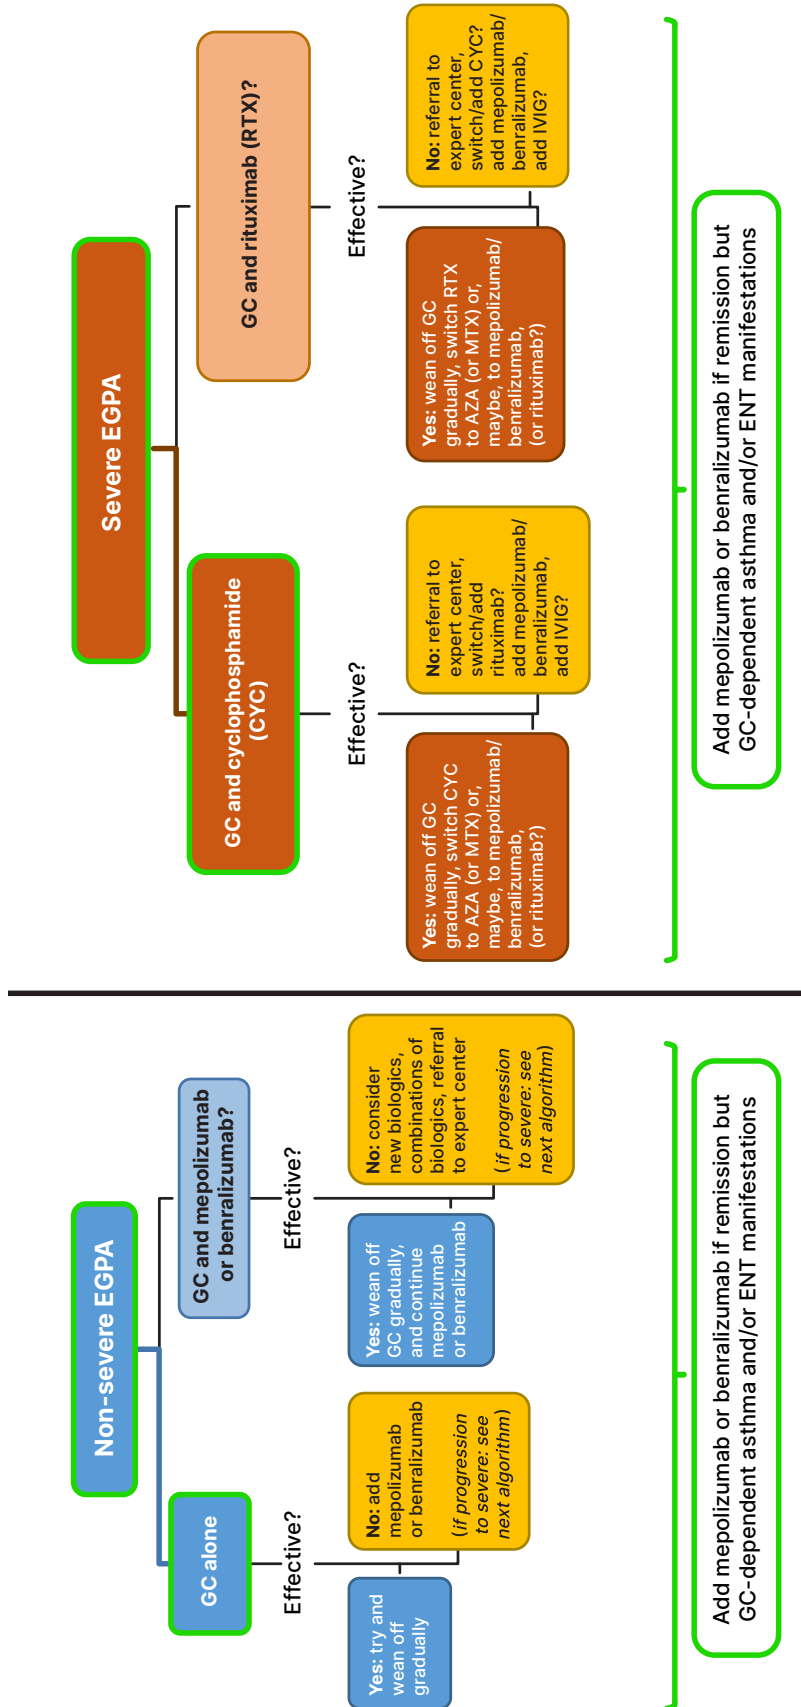 Non-severe EGPA
GC alone
Effective?
Yes: try and
wean off
gradually
No: add
mepolizumab
or benralizumab
(if progression
to severe: see
next algorithm)
GC and mepolizumab
or benralizumab?
Effective?
Yes: wean off
GC gradually,
and continue
mepolizumab
or benralizumab
No: consider
new biologics,
combinations of
biologics, referral
to expert center
(if progression
to severe: see
next algorithm)
Add mepolizumab or benralizumab if remission but
GC-dependent asthma and/or ENT manifestations
Severe EGPA
GC and cyclophosphamide
(CYC)
Effective?
Yes: wean off GC
gradually, switch CYC
to AZA (or MTX) or,
maybe, to mepolizumab/
benralizumab,
(or rituximab?)
No: referral to
expert center,
switch/add
rituximab?
add mepolizumab/
benralizumab,
add IVIG?
GC and rituximab (RTX)?
Effective?
Yes: wean off GC
gradually, switch RTX
to AZA (or MTX) or,
maybe, to mepolizumab/
benralizumab,
(or rituximab?)
No: referral to
expert center,
switch/add CYC?
add mepolizumab/
benralizumab,
add IVIG?
Add mepolizumab or benralizumab if remission but
GC-dependent asthma and/or ENT manifestations